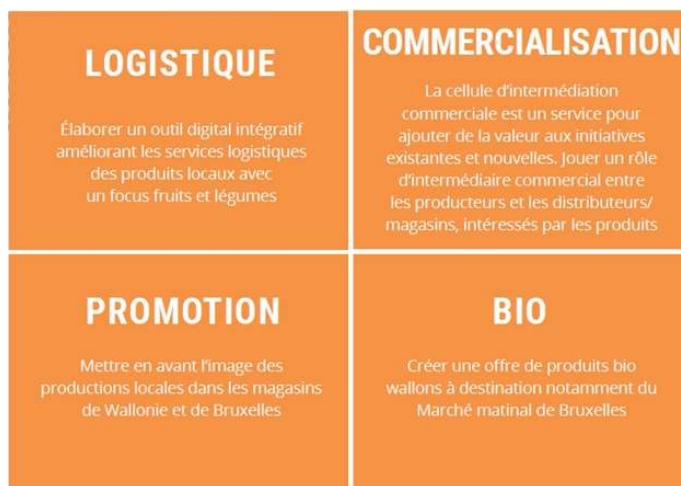 LOGISTIQUE
Élaborer un outil digital intégratif
améliorant les services logistiques
des produits locaux avec
un focus fruits et légumes
COMMERCIALISATION
La cellule d'intermédiation
commerciale est un service pour
ajouter de la valeur aux initiatives
existantes et nouvelles. Jouer un rôle
d'intermédiaire commercial entre
les producteurs et les distributeurs/
magasins, intéressés par les produits
PROMOTION
Mettre en avant l'image des
productions locales dans les magasins
de Wallonie et de Bruxelles
BIO
Créer une offre de produits bio
wallons à destination notamment du
Marché matinal de Bruxelles